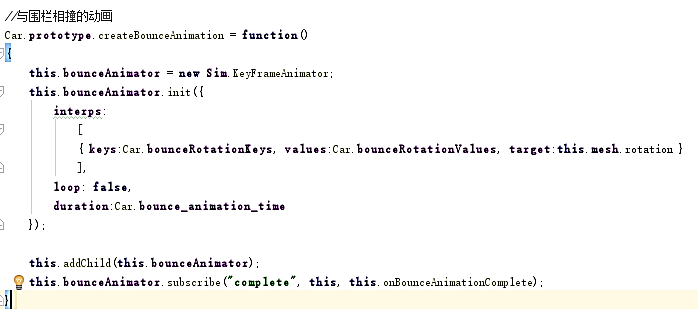 //与围栏相撞的动画
Car.prototype.createBounceAnimation = function()
{
this.bounceAnimator = new Sim.KeyFrameAnimator;
this.bounceAnimator.init({
interps:
[
{ keys:Car.bounceRotationKeys, values:Car.bounceRotationValues, target:this.mesh.rotation }
],
loop: false,
duration:Car.bounce_animation_time
});
this.addChild(this.bounceAnimator);
this.bounceAnimator.subscribe("complete", this, this.onBounceAnimationComplete);
}